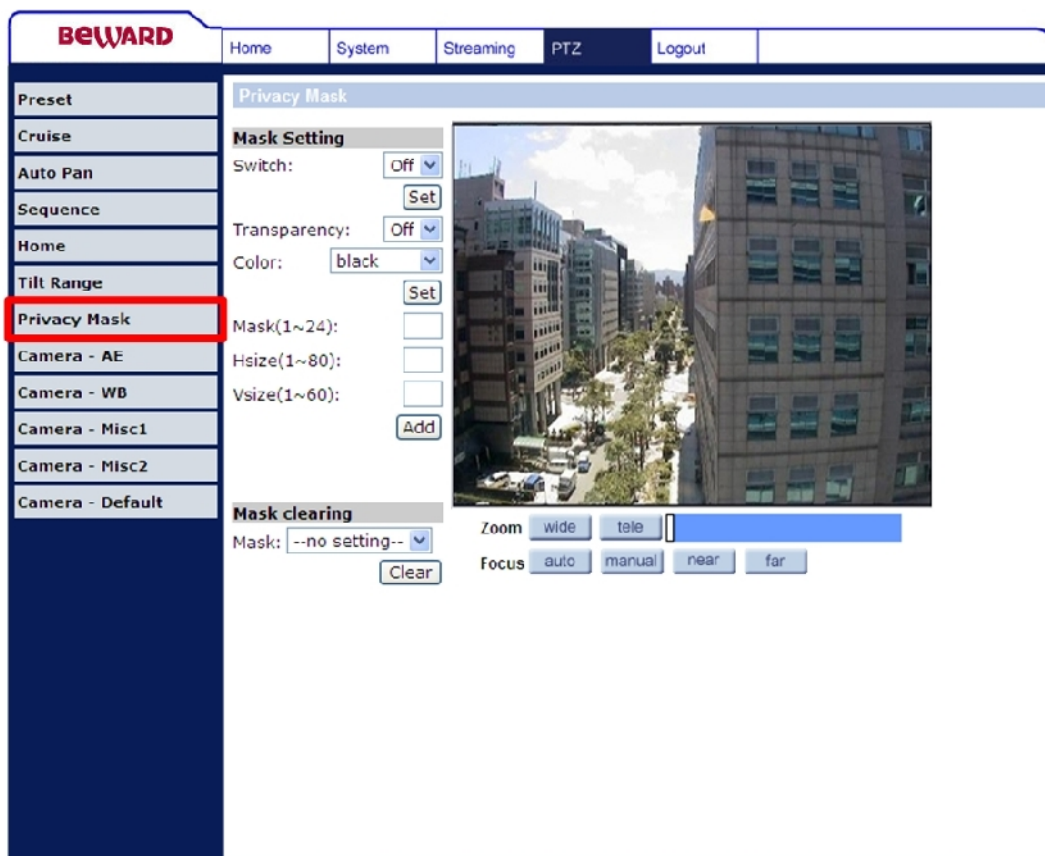 BEWARD
Home System Streaming PTZ Logout
Preset
Cruise
Auto Pan
Sequence
Home
Tilt Range
Privacy Mask
Camera - AE
Camera - WB
Camera - Misc1
Camera - Misc2
Camera - Default
Privacy Mask
Mask Setting
Switch: Off
Set
Transparency: Off
Color: black
Set
Mask(1~24):
Hsize(1~80):
Vsize(1~60):
Add
Mask clearing
Mask: --no setting--
Clear
Zoom wide tele
Focus auto manual near far